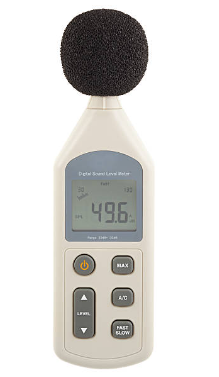 Digital Sound Level Meter
49.6
MAX
LEVEL
A/C
FAST
SLOW